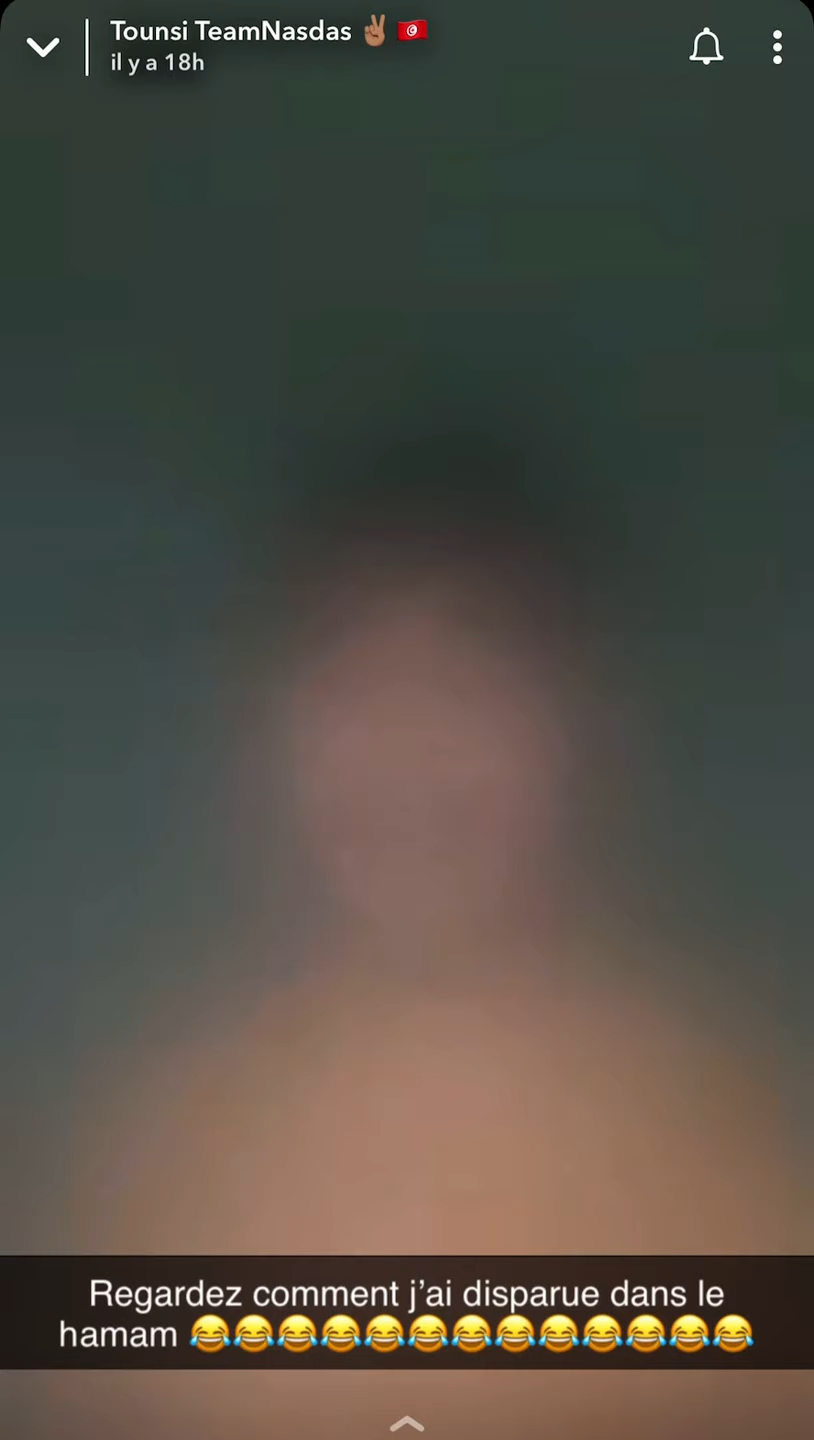 Tounsi TeamNasdas ✌🏾 🇹🇳
il y a 18h
Regardez comment j'ai disparue dans le
hamam 😂😂😂😂😂😂😂😂😂😂😂😂😂